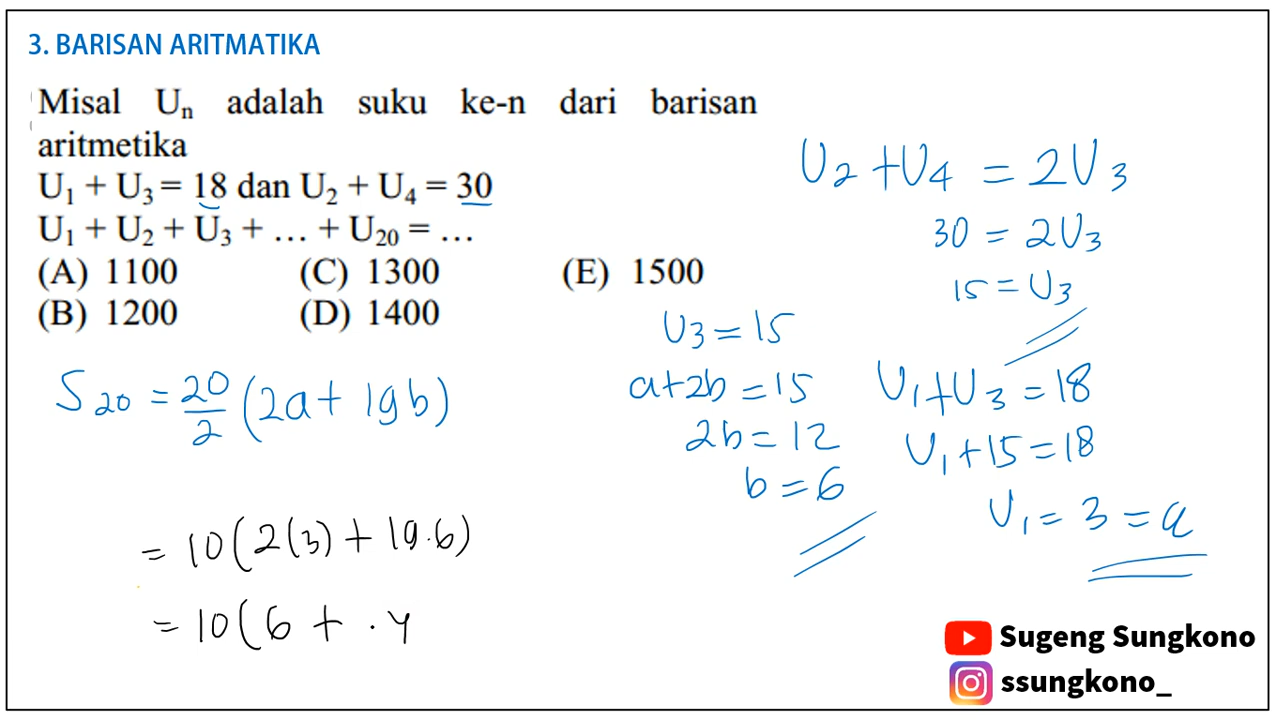 3. BARISAN ARITMATIKA
Misal Un adalah suku ke-n dari barisan
aritmetika
U1 + U3 = 18 dan U2 + U4 = 30
U1 + U2 + U3 + … + U20 = …
(A) 1100 (C) 1300 (E) 1500
(B) 1200 (D) 1400
S20 = 20/2 (2a + 19b)
= 10(2(3) + 19.6)
= 10(6 + . 4
U3 = 15
a+2b = 15
2b = 12
b = 6
U2 + U4 = 2U3
30 = 2U3
15 = U3
U1 + U3 = 18
U1 + 15 = 18
U1 = 3 = a
Sugeng Sungkono
ssungkono_